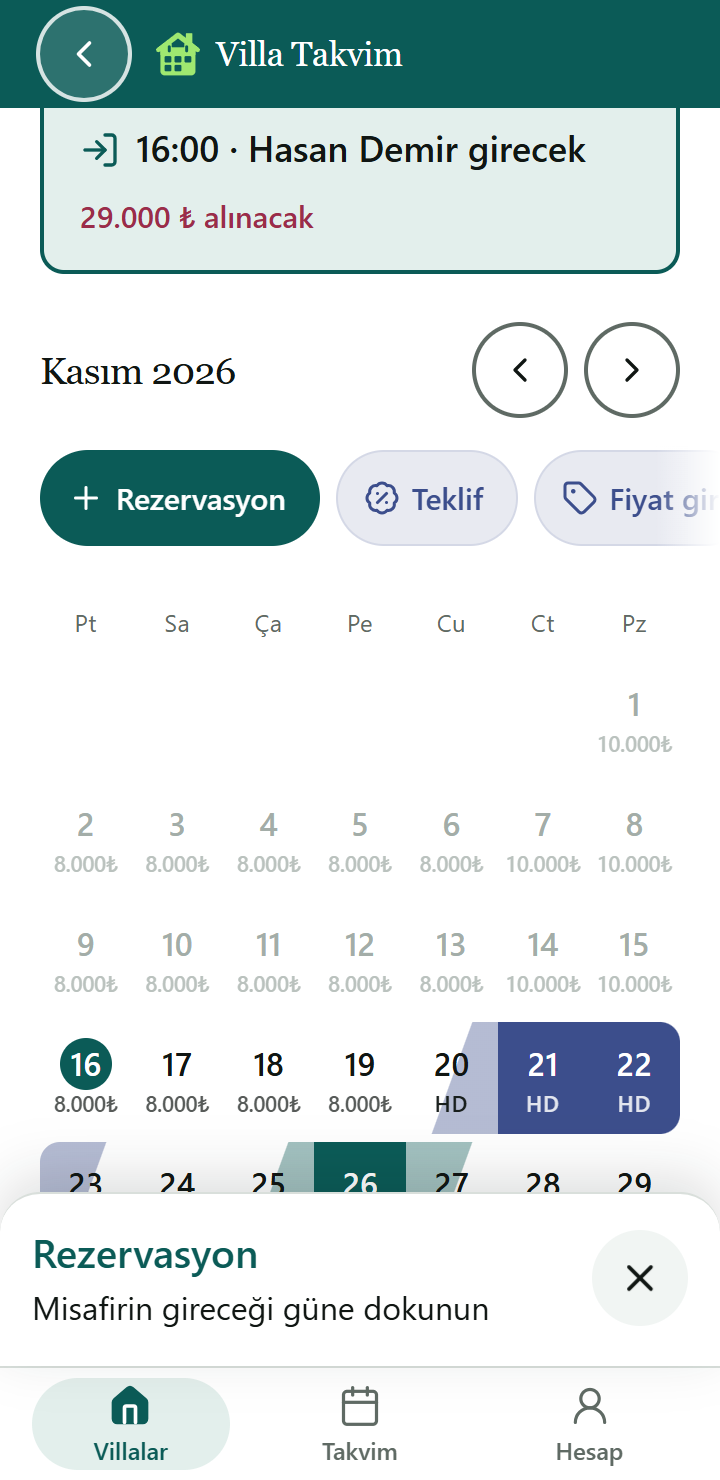 Villa Takvim
16:00 · Hasan Demir girecek
29.000 ₺ alınacak
Kasım 2026
+ Rezervasyon
Teklif
Fiyat gir
Pt Sa Ça Pe Cu Ct Pz
1
10.000₺
2 3 4 5 6 7 8
8.000₺ 8.000₺ 8.000₺ 8.000₺ 8.000₺ 10.000₺ 10.000₺
9 10 11 12 13 14 15
8.000₺ 8.000₺ 8.000₺ 8.000₺ 8.000₺ 10.000₺ 10.000₺
16 17 18 19 20 21 22
8.000₺ 8.000₺ 8.000₺ 8.000₺ HD HD HD
23 24 25 26 27 28 29
Rezervasyon
Misafirin gireceği güne dokunun
Villalar Takvim Hesap